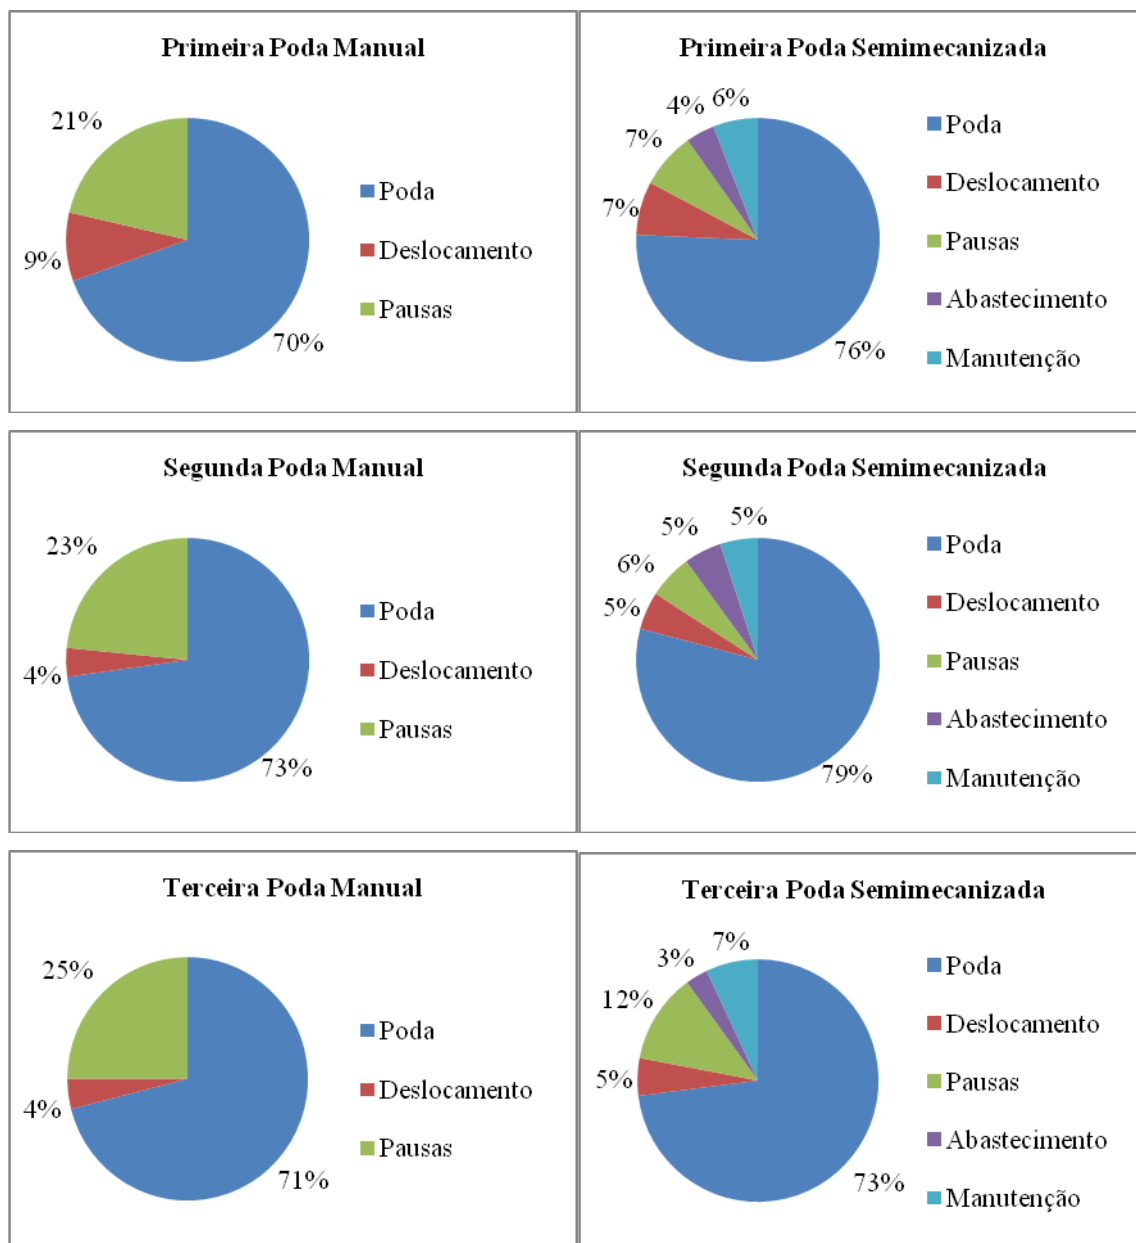 Primeira Poda Manual
21%
9%
70%
Poda
Deslocamento
Pausas
Primeira Poda Semimecanizada
4%
6%
7%
7%
76%
Poda
Deslocamento
Pausas
Abastecimento
Manutenção
Segunda Poda Manual
23%
4%
73%
Poda
Deslocamento
Pausas
Segunda Poda Semimecanizada
5%
5%
6%
5%
79%
Poda
Deslocamento
Pausas
Abastecimento
Manutenção
Terceira Poda Manual
25%
4%
71%
Poda
Deslocamento
Pausas
Terceira Poda Semimecanizada
7%
3%
12%
5%
73%
Poda
Deslocamento
Pausas
Abastecimento
Manutenção